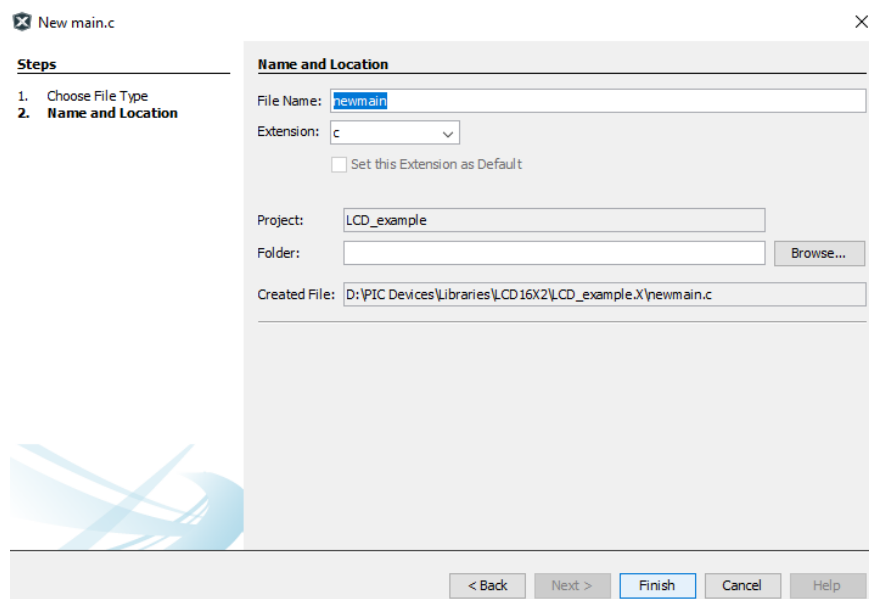 New main.c
Steps
1. Choose File Type
2. Name and Location
Name and Location
File Name: newmain
Extension: c
Set this Extension as Default
Project: LCD_example
Folder: Browse...
Created File: D:\PIC Devices\Libraries\LCD16X2\LCD_example.X\newmain.c
< Back Next > Finish Cancel Help